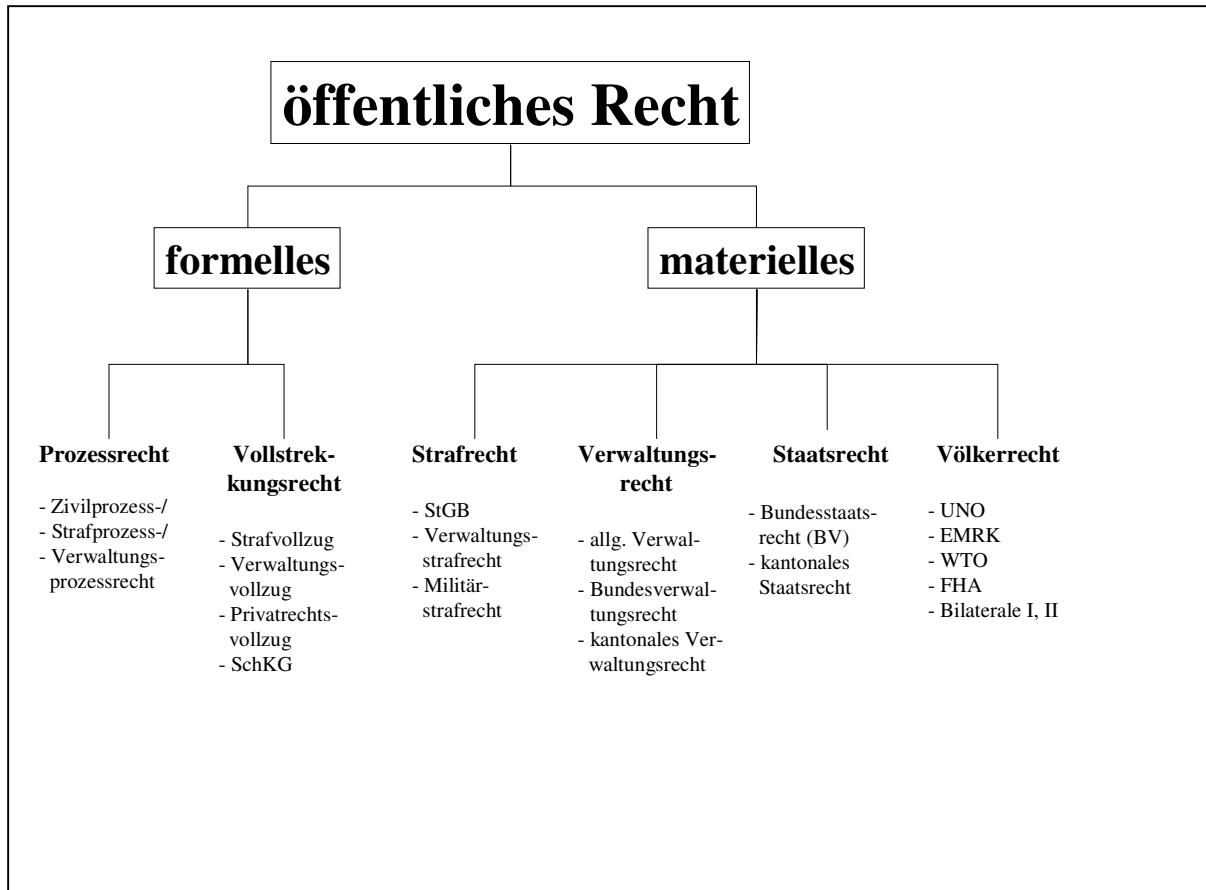 öffentliches Recht
formelles
materielles
Prozessrecht
- Zivilprozess-/
- Strafprozess-/
- Verwaltungs-
prozessrecht
Vollstrek-
kungsrecht
- Strafvollzug
- Verwaltungs-
vollzug
- Privatrechts-
vollzug
- SchKG
Strafrecht
- StGB
- Verwaltungs-
strafrecht
- Militär-
strafrecht
Verwaltungs-
recht
- allg. Verwal-
tungsrecht
- Bundesverwal-
tungsrecht
- kantonales Ver-
waltungsrecht
Staatsrecht
- Bundesstaats-
recht (BV)
- kantonales
Staatsrecht
Völkerrecht
- UNO
- EMRK
- WTO
- FHA
- Bilaterale I, II